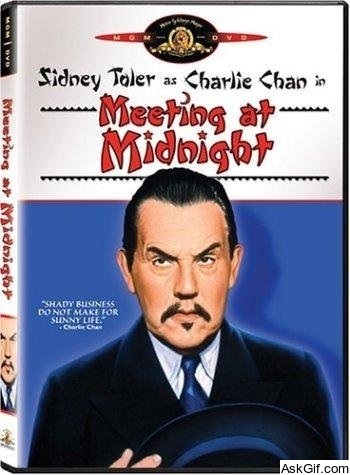 MGM DVD
Sidney Toler as Charlie Chan in
Meeting at
Midnight
"SHADY BUSINESS
DO NOT MAKE FOR
SUNNY LIFE."
- Charlie Chan
MGM DVD
Meeting at Midnight
AskGif.com